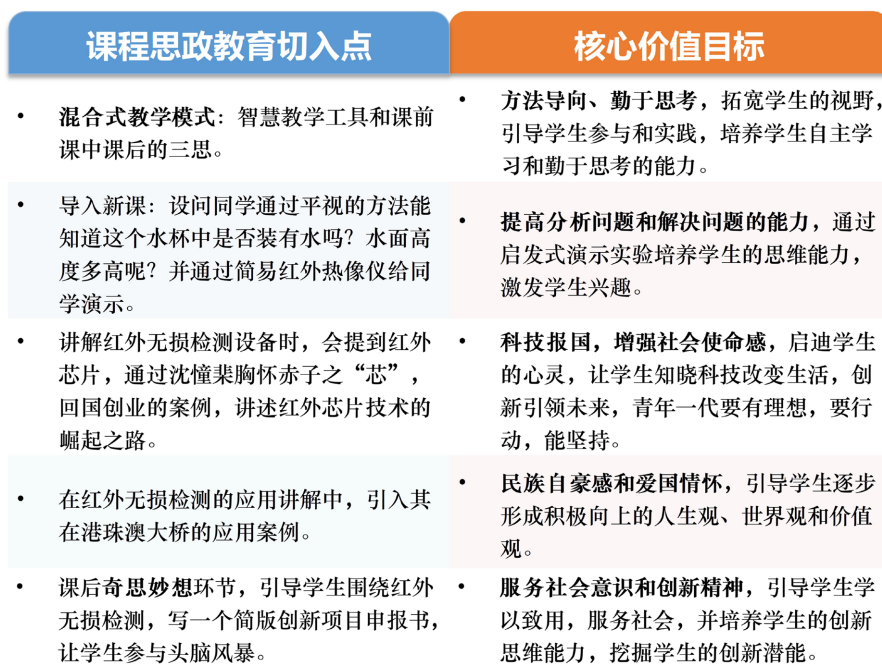 课程思政教育切入点
核心价值目标
• 混合式教学模式：智慧教学工具和课前
课中课后的三思。
• 方法导向、勤于思考，拓宽学生的视野，
引导学生参与和实践，培养学生自主学
习和勤于思考的能力。
• 导入新课：设问同学通过平视的方法能
知道这个水杯中是否装有水吗？水面高
度多高呢？并通过简易红外热像仪给同
学演示。
• 提高分析问题和解决问题的能力，通过
启发式演示实验培养学生的思维能力，
激发学生兴趣。
• 讲解红外无损检测设备时，会提到红外
芯片，通过沈憧棐胸怀赤子之“芯”，
回国创业的案例，讲述红外芯片技术的
崛起之路。
• 科技报国，增强社会使命感，启迪学生
的心灵，让学生知晓科技改变生活，创
新引领未来，青年一代要有理想，要行
动，能坚持。
• 在红外无损检测的应用讲解中，引入其
在港珠澳大桥的应用案例。
• 民族自豪感和爱国情怀，引导学生逐步
形成积极向上的人生观、世界观和价值
观。
• 课后奇思妙想环节，引导学生围绕红外
无损检测，写一个简版创新项目申报书，
让学生参与头脑风暴。
• 服务社会意识和创新精神，引导学生学
以致用，服务社会，并培养学生的创新
思维能力，挖掘学生的创新潜能。